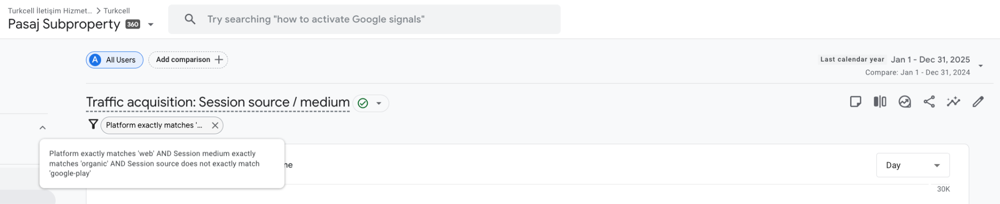 Turkcell İletişim Hizmet... > Turkcell
Pasaj Subproperty 360
Try searching "how to activate Google signals"
A All Users
Add comparison +
Last calendar year Jan 1 - Dec 31, 2025
Compare: Jan 1 - Dec 31, 2024
Traffic acquisition: Session source / medium
Platform exactly matches '...
Platform exactly matches 'web' AND Session medium exactly
matches 'organic' AND Session source does not exactly match
'google-play'
Day
30K